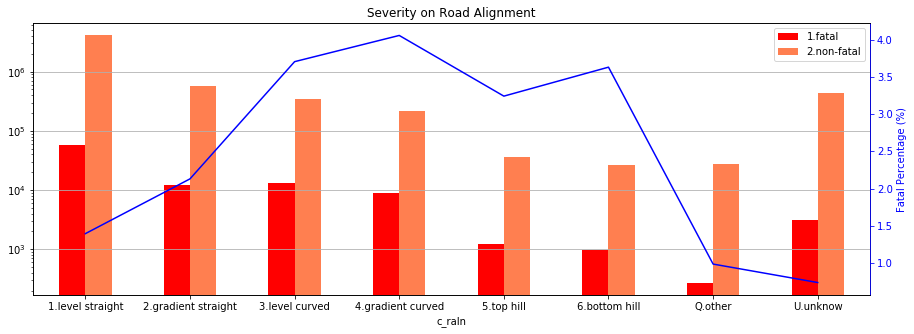 Severity on Road Alignment
1.fatal
2.non-fatal
10^6
10^5
10^4
10^3
4.0
3.5
3.0
2.5
2.0
1.5
1.0
Fatal Percentage (%)
1.level straight 2.gradient straight 3.level curved 4.gradient curved 5.top hill 6.bottom hill Q.other U.unknow
c_raln